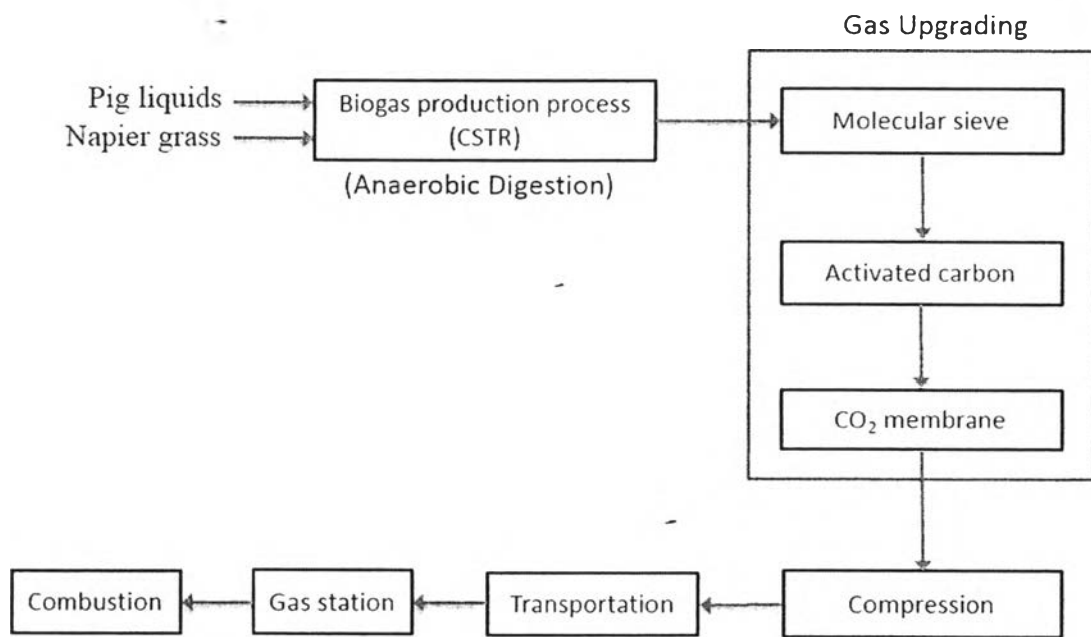 Gas Upgrading
Pig liquids
Napier grass
Biogas production process
(CSTR)
(Anaerobic Digestion)
Molecular sieve
Activated carbon
CO₂ membrane
Combustion
Gas station
Transportation
Compression